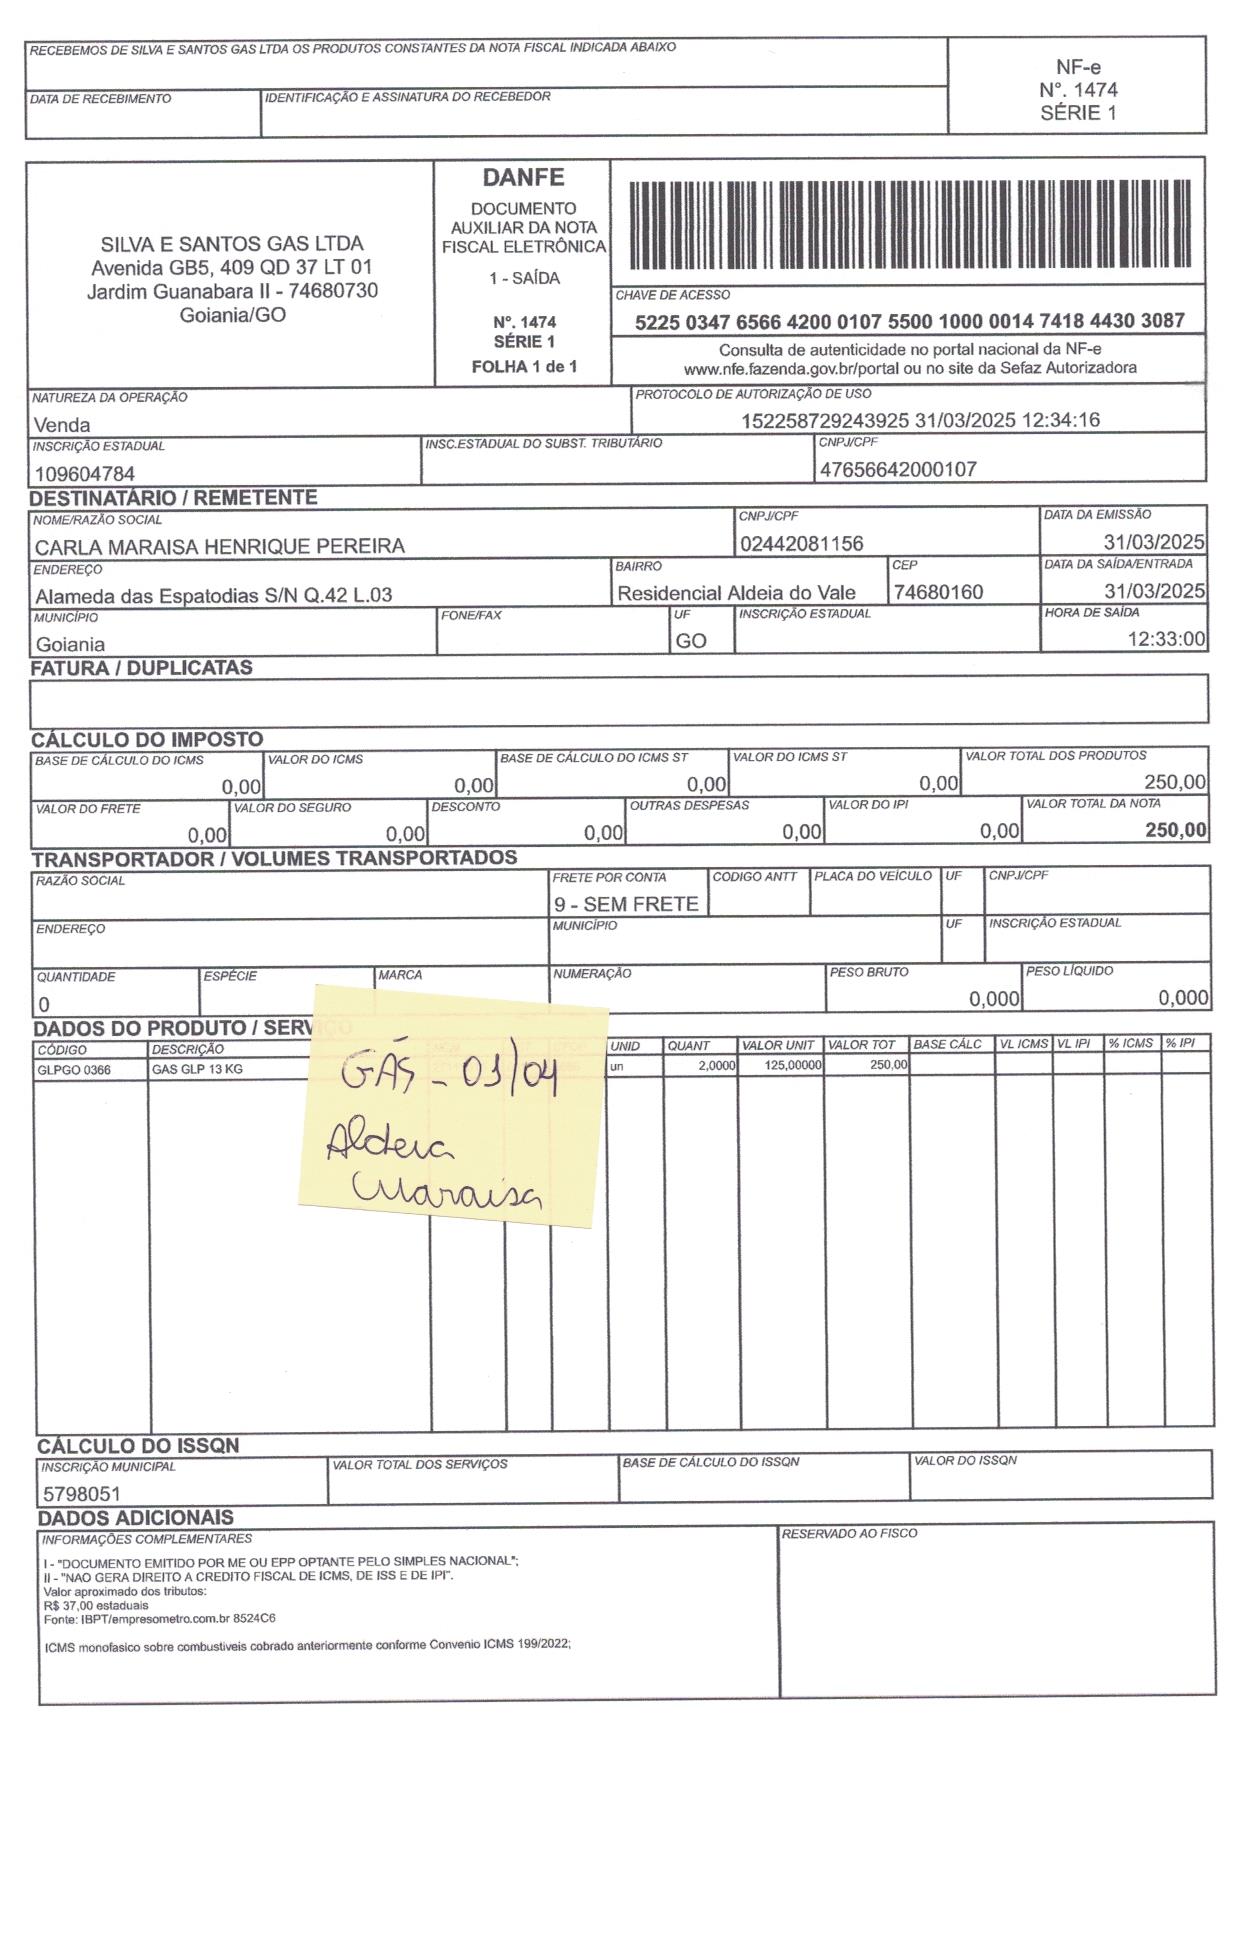 RECEBEMOS DE SILVA E SANTOS GAS LTDA OS PRODUTOS CONSTANTES DA NOTA FISCAL INDICADA ABAIXO
DATA DE RECEBIMENTO
IDENTIFICAÇÃO E ASSINATURA DO RECEBEDOR
NF-e
N°. 1474
SÉRIE 1
SILVA E SANTOS GAS LTDA
Avenida GB5, 409 QD 37 LT 01
Jardim Guanabara II - 74680730
Goiania/GO
DANFE
DOCUMENTO
AUXILIAR DA NOTA
FISCAL ELETRÔNICA
1 - SAÍDA
N°. 1474
SÉRIE 1
FOLHA 1 de 1
CHAVE DE ACESSO
5225 0347 6566 4200 0107 5500 1000 0014 7418 4430 3087
Consulta de autenticidade no portal nacional da NF-e
www.nfe.fazenda.gov.br/portal ou no site da Sefaz Autorizadora
NATUREZA DA OPERAÇÃO
Venda
PROTOCOLO DE AUTORIZAÇÃO DE USO
152258729243925 31/03/2025 12:34:16
INSCRIÇÃO ESTADUAL
109604784
INSC.ESTADUAL DO SUBST. TRIBUTÁRIO
CNPJ/CPF
47656642000107
DESTINATÁRIO / REMETENTE
NOME/RAZÃO SOCIAL
CARLA MARAISA HENRIQUE PEREIRA
CNPJ/CPF
02442081156
DATA DA EMISSÃO
31/03/2025
ENDEREÇO
Alameda das Espatodias S/N Q.42 L.03
BAIRRO
Residencial Aldeia do Vale
CEP
74680160
DATA DA SAÍDA/ENTRADA
31/03/2025
MUNICÍPIO
Goiania
FONE/FAX
UF
GO
INSCRIÇÃO ESTADUAL
HORA DE SAÍDA
12:33:00
FATURA / DUPLICATAS
CÁLCULO DO IMPOSTO
BASE DE CÁLCULO DO ICMS
0,00
VALOR DO ICMS
0,00
BASE DE CÁLCULO DO ICMS ST
0,00
VALOR DO ICMS ST
0,00
VALOR TOTAL DOS PRODUTOS
250,00
VALOR DO FRETE
0,00
VALOR DO SEGURO
0,00
DESCONTO
0,00
OUTRAS DESPESAS
0,00
VALOR DO IPI
0,00
VALOR TOTAL DA NOTA
250,00
TRANSPORTADOR / VOLUMES TRANSPORTADOS
RAZÃO SOCIAL
FRETE POR CONTA
9 - SEM FRETE
CODIGO ANTT
PLACA DO VEÍCULO
UF
CNPJ/CPF
ENDEREÇO
MUNICÍPIO
UF
INSCRIÇÃO ESTADUAL
QUANTIDADE
0
ESPÉCIE
MARCA
NUMERAÇÃO
PESO BRUTO
0,000
PESO LÍQUIDO
0,000
DADOS DO PRODUTO / SERVIÇO
CÓDIGO DESCRIÇÃO UNID QUANT VALOR UNIT VALOR TOT BASE CÁLC VL ICMS VL IPI % ICMS % IPI
GLPGO 0366 GAS GLP 13 KG un 2,0000 125,00000 250,00
GÁS - 01/04
Aldeia
Maraisa
CÁLCULO DO ISSQN
INSCRIÇÃO MUNICIPAL
5798051
VALOR TOTAL DOS SERVIÇOS
BASE DE CÁLCULO DO ISSQN
VALOR DO ISSQN
DADOS ADICIONAIS
INFORMAÇÕES COMPLEMENTARES
I - "DOCUMENTO EMITIDO POR ME OU EPP OPTANTE PELO SIMPLES NACIONAL";
II - "NAO GERA DIREITO A CREDITO FISCAL DE ICMS, DE ISS E DE IPI".
Valor aproximado dos tributos:
R$ 37,00 estaduais
Fonte: IBPT/empresometro.com.br 8524C6
ICMS monofasico sobre combustiveis cobrado anteriormente conforme Convenio ICMS 199/2022;
RESERVADO AO FISCO